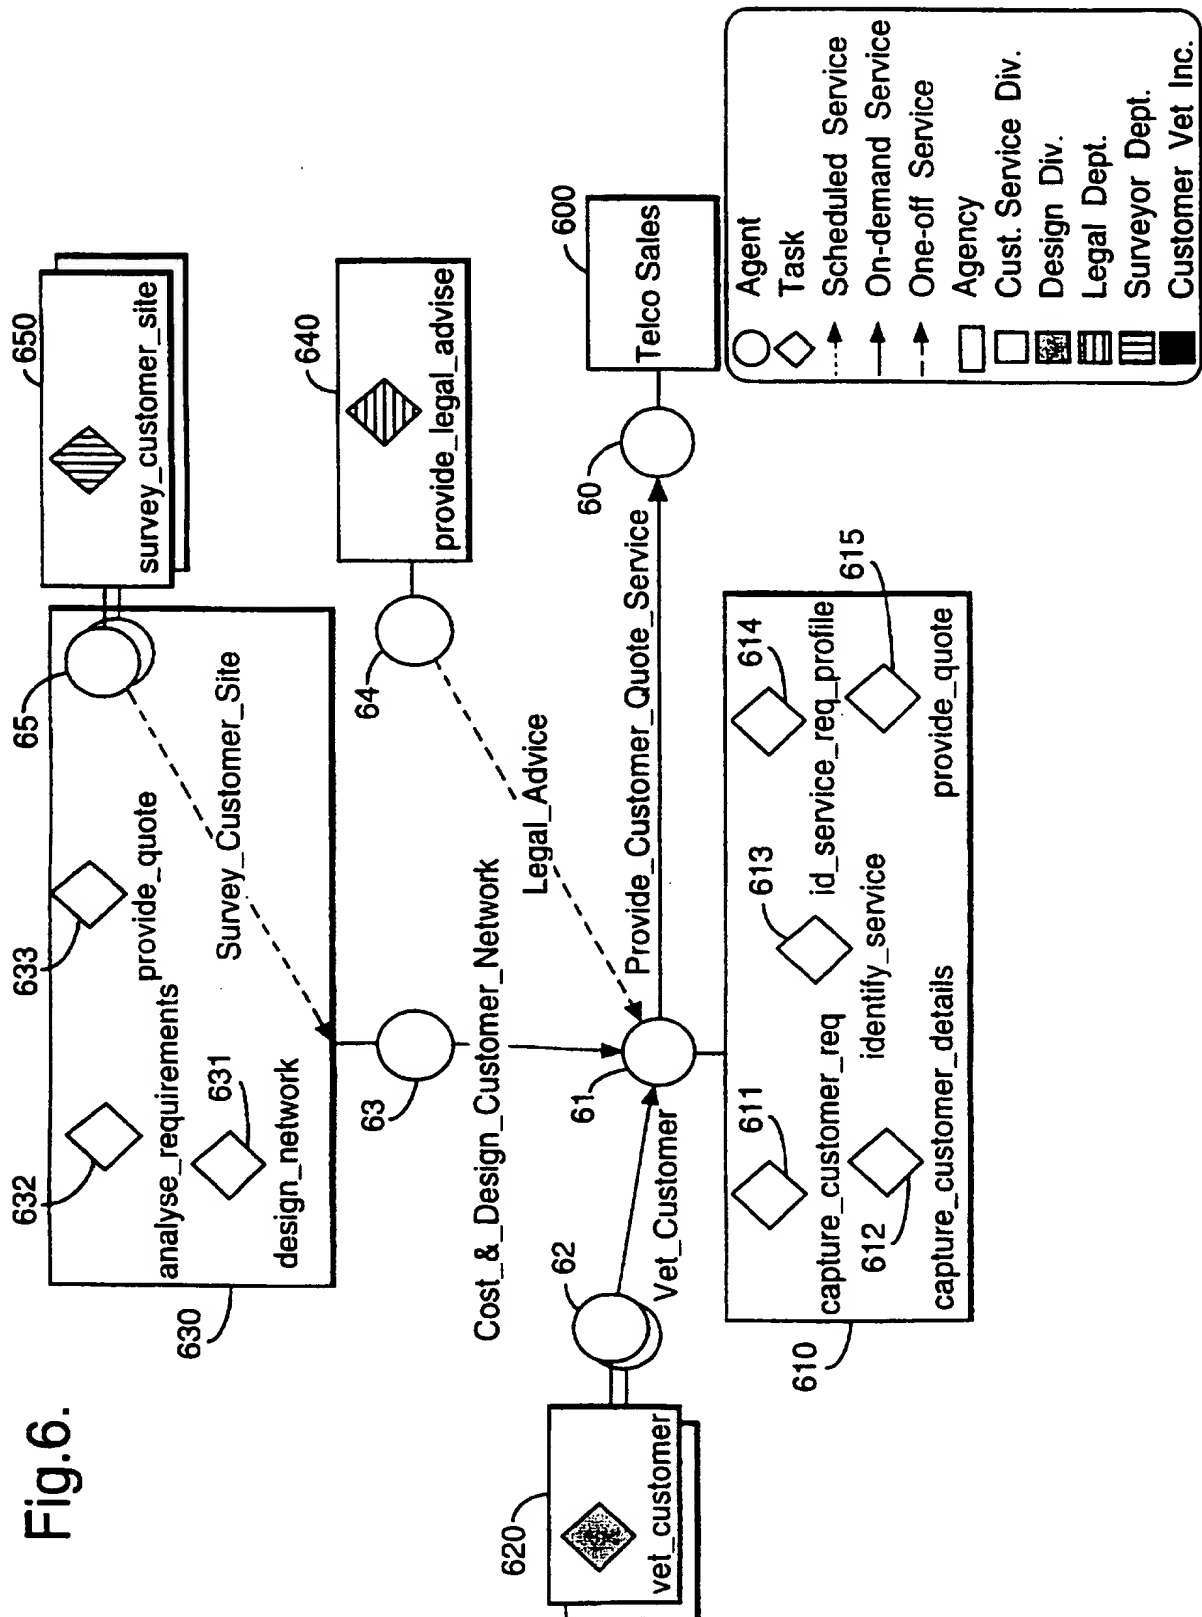 Fig.6.
630
632
analyse_requirements
631
design_network
633
provide_quote
Survey_Customer_Site
65
650
survey_customer_site
63
Cost_&_Design_Customer_Network
64
640
provide_legal_advise
Legal_Advice
620
vet_customer
62
Vet_Customer
61
Provide_Customer_Quote_Service
60
600
Telco Sales
610
611
capture_customer_req
612
capture_customer_details
613
identify_service
614
id_service_req_profile
615
provide_quote
Agent
Task
Scheduled Service
On-demand Service
One-off Service
Agency
Cust. Service Div.
Design Div.
Legal Dept.
Surveyor Dept.
Customer Vet Inc.